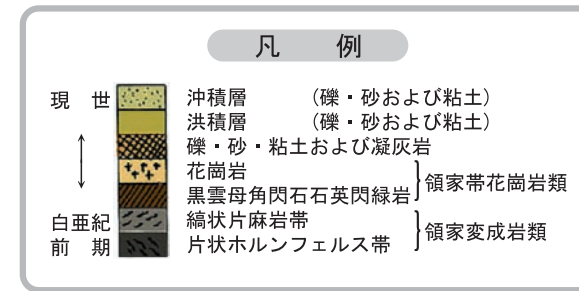 凡　例
現　世　沖積層　（礫・砂および粘土）
洪積層　（礫・砂および粘土）
礫・砂・粘土および凝灰岩
花崗岩
黒雲母角閃石石英閃緑岩
領家帯花崗岩類
白亜紀　縞状片麻岩帯
前　期　片状ホルンフェルス帯
領家変成岩類